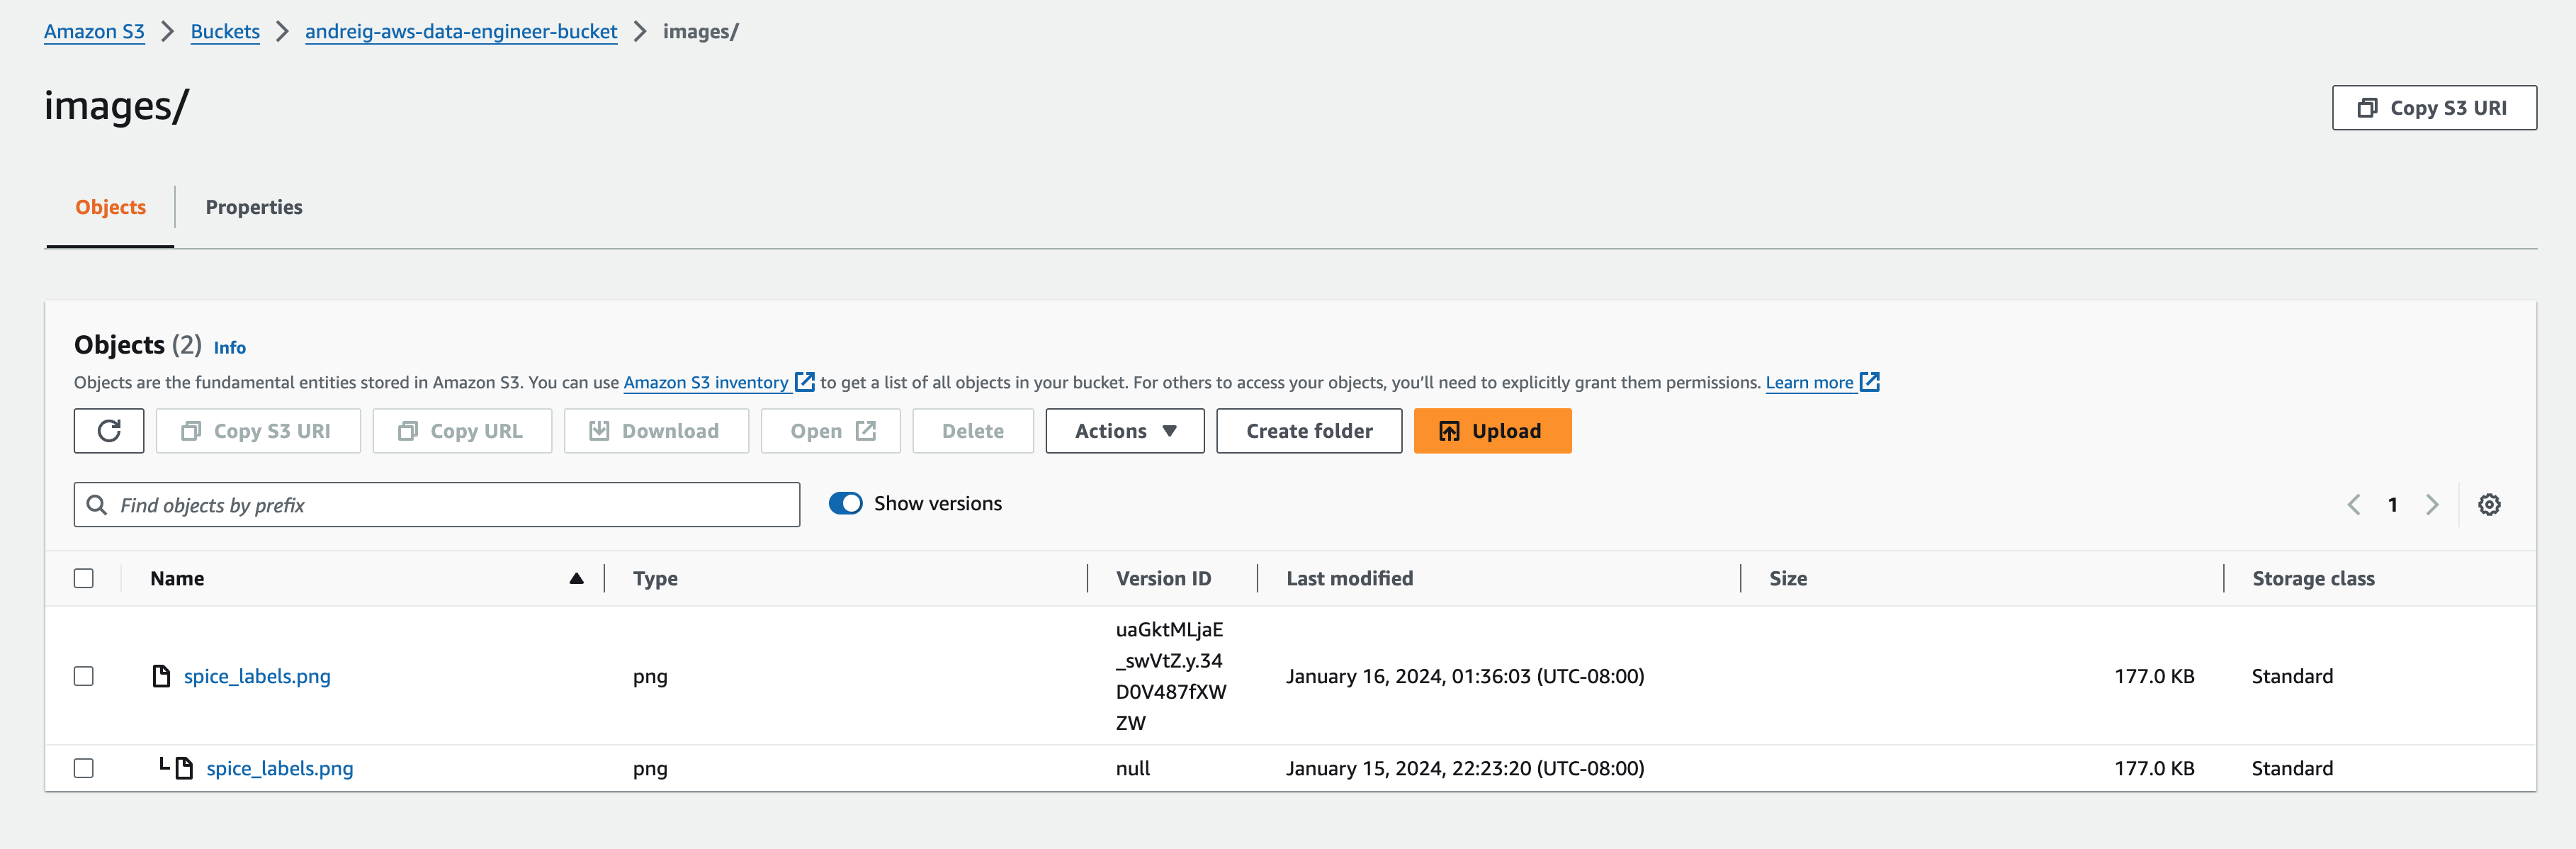 Amazon S3 > Buckets > andreig-aws-data-engineer-bucket > images/
images/
Copy S3 URI
Objects
Properties
Objects (2) Info
Objects are the fundamental entities stored in Amazon S3. You can use Amazon S3 inventory to get a list of all objects in your bucket. For others to access your objects, you’ll need to explicitly grant them permissions. Learn more
Copy S3 URI Copy URL Download Open Delete Actions Create folder Upload
Find objects by prefix Show versions 1
Name Type Version ID Last modified Size Storage class
spice_labels.png png uaGktMLjaE
_swVtZ.y.34
D0V487fXW
ZW January 16, 2024, 01:36:03 (UTC-08:00) 177.0 KB Standard
spice_labels.png png null January 15, 2024, 22:23:20 (UTC-08:00) 177.0 KB Standard